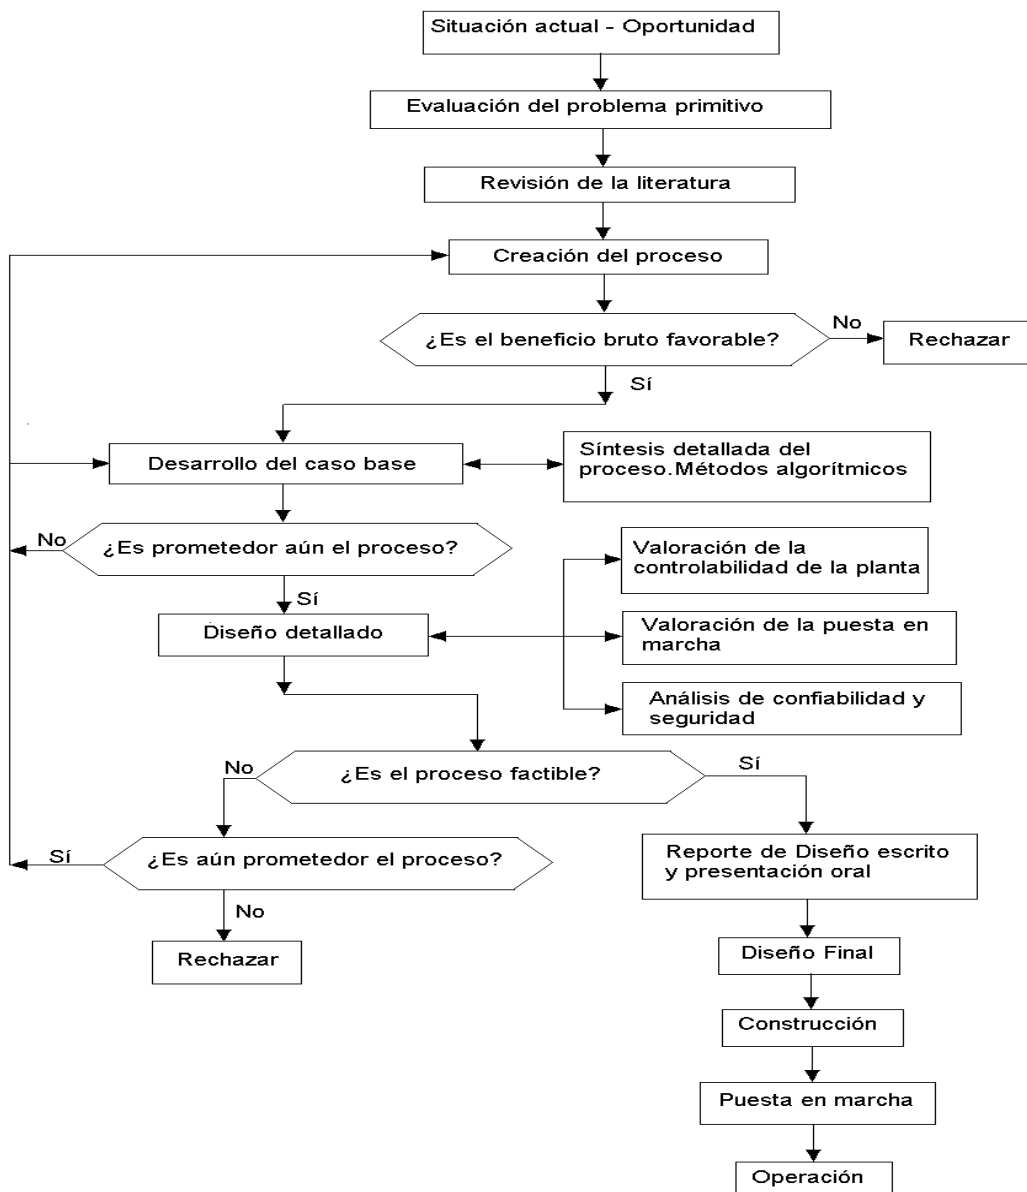 Situación actual - Oportunidad
Evaluación del problema primitivo
Revisión de la literatura
Creación del proceso
¿Es el beneficio bruto favorable?
No
Rechazar
Sí
Desarrollo del caso base
Síntesis detallada del
proceso.Métodos algorítmicos
No
¿Es prometedor aún el proceso?
Valoración de la
controlabilidad de la planta
Sí
Diseño detallado
Valoración de la puesta en
marcha
Análisis de confiabilidad y
seguridad
No
¿Es el proceso factible?
Sí
Sí
¿Es aún prometedor el proceso?
Reporte de Diseño escrito
y presentación oral
No
Rechazar
Diseño Final
Construcción
Puesta en marcha
Operación